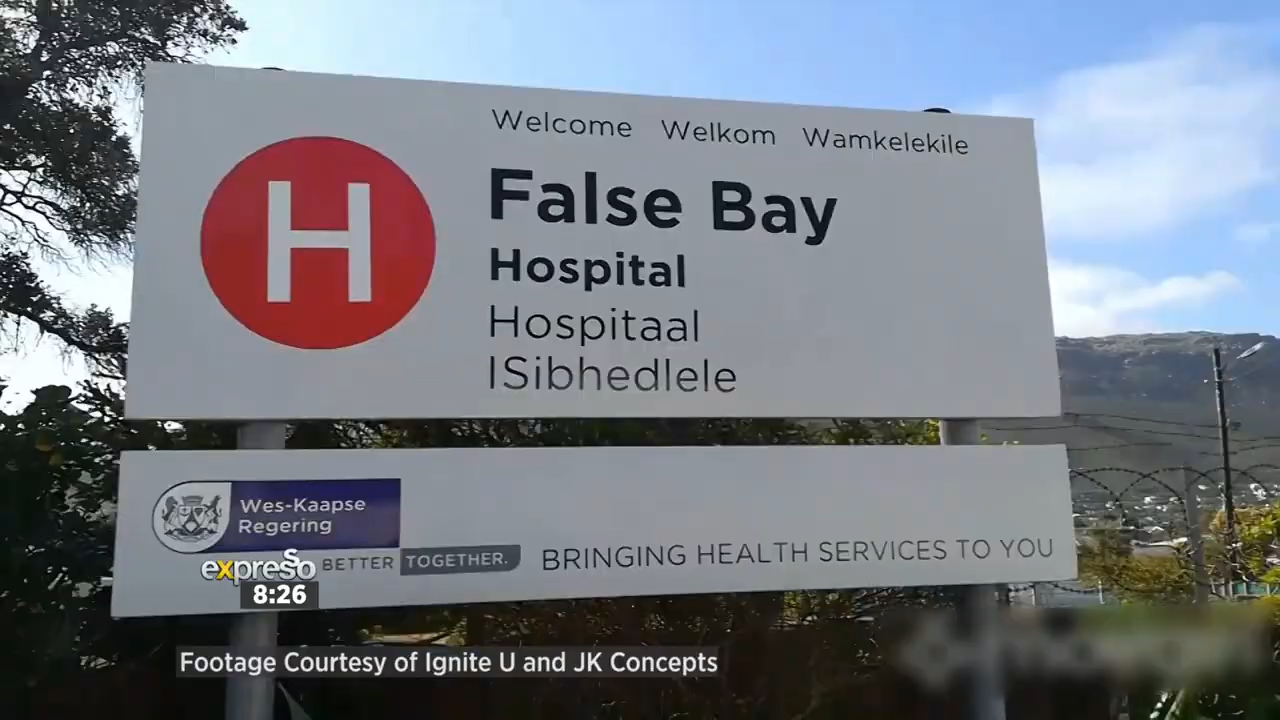 Welcome Welkom Wamkelekile
H
False Bay
Hospital
Hospitaal
ISibhedlele
Wes-Kaapse
Regering
BETTER TOGETHER.
BRINGING HEALTH SERVICES TO YOU
expresso
8:26
Footage Courtesy of Ignite U and JK Concepts